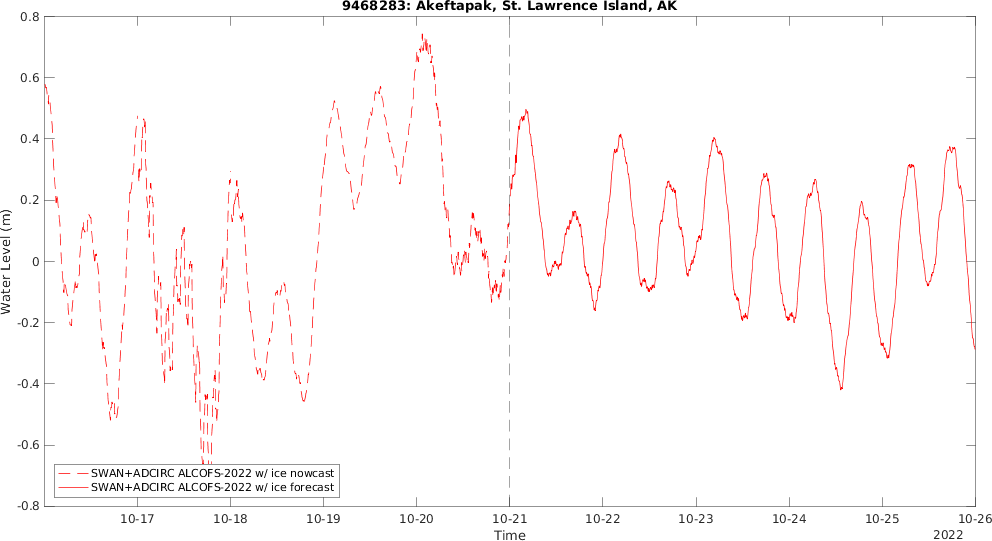 9468283: Akeftapak, St. Lawrence Island, AK
0.8
0.6
0.4
0.2
0
-0.2
-0.4
-0.6
-0.8
Water Level (m)
SWAN+ADCIRC ALCOFS-2022 w/ ice nowcast
SWAN+ADCIRC ALCOFS-2022 w/ ice forecast
10-17 10-18 10-19 10-20 10-21 10-22 10-23 10-24 10-25 10-26
Time
2022